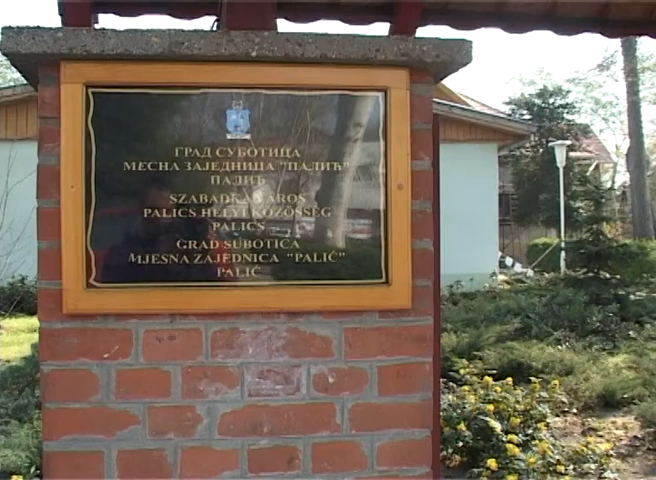 ГРАД СУБОТИЦА
МЕСНА ЗАЈЕДНИЦА "ПАЛИЋ"
ПАЛИЋ
SZABADKA VÁROS
PALICS HELYI KÖZÖSSÉG
PALICS
GRAD SUBOTICA
MJESNA ZAJEDNICA "PALIĆ"
PALIĆ